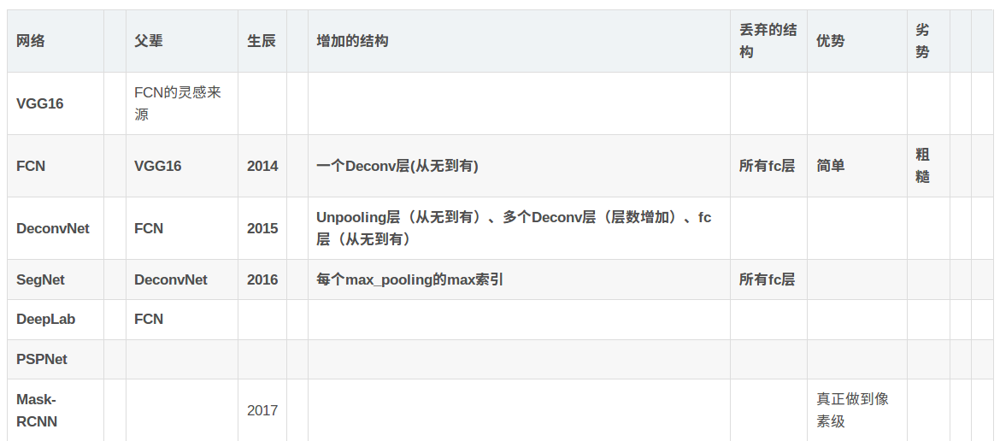 网络 父辈 生辰 增加的结构 丢弃的结构 优势 劣势
VGG16 FCN的灵感来源
FCN VGG16 2014 一个Deconv层(从无到有) 所有fc层 简单 粗糙
DeconvNet FCN 2015 Unpooling层（从无到有）、多个Deconv层（层数增加）、fc层（从无到有）
SegNet DeconvNet 2016 每个max_pooling的max索引 所有fc层
DeepLab FCN
PSPNet
Mask-RCNN 2017 真正做到像素级